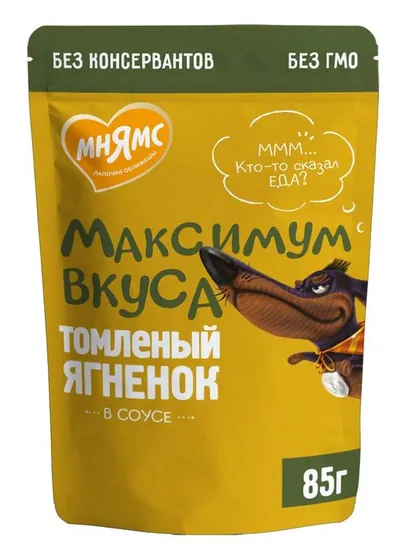 БЕЗ КОНСЕРВАНТОВ БЕЗ ГМО
МНЯМС
ЛАПОЧКИ ОБЛИЖЕШЬ!
МММ...
Кто-то сказал
ЕДА?
МАКСИМУМ
ВКУСА
ТОМЛЕНЫЙ
ЯГНЕНОК
В СОУСЕ
85г